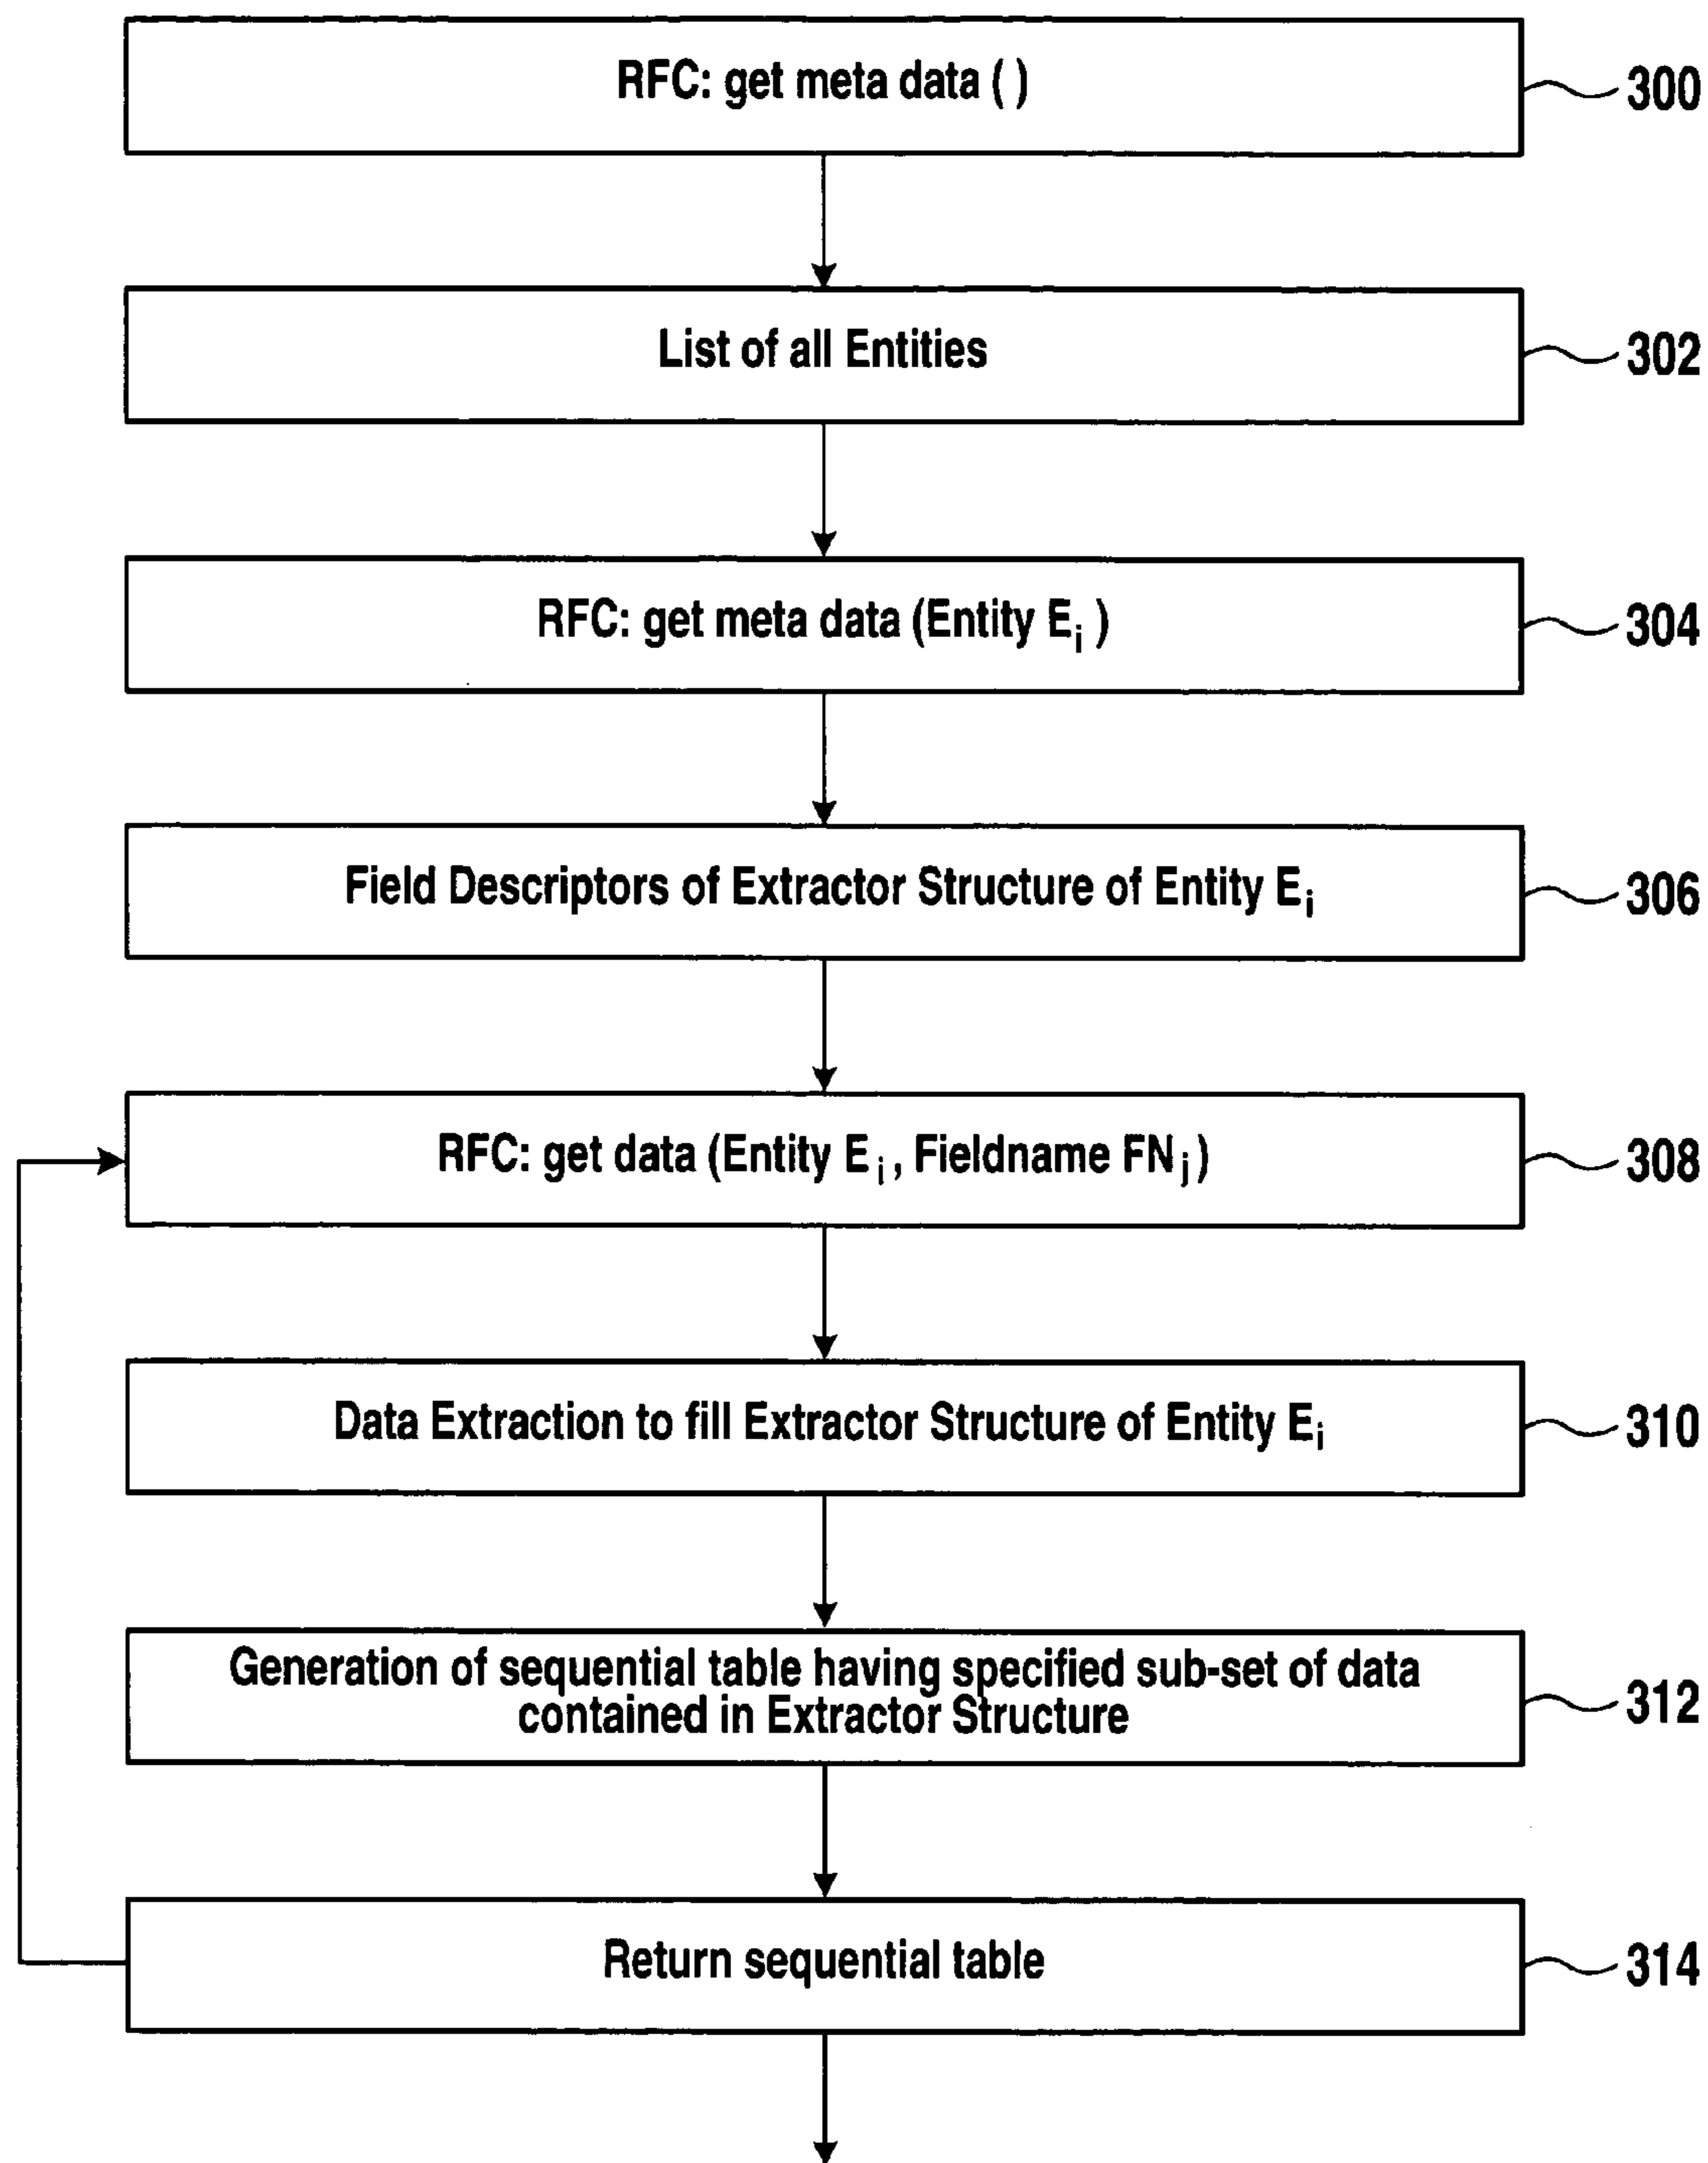 RFC: get meta data ( )
300
List of all Entities
302
RFC: get meta data (Entity Ei )
304
Field Descriptors of Extractor Structure of Entity Ei
306
RFC: get data (Entity Ei , Fieldname FNj )
308
Data Extraction to fill Extractor Structure of Entity Ei
310
Generation of sequential table having specified sub-set of data
contained in Extractor Structure
312
Return sequential table
314